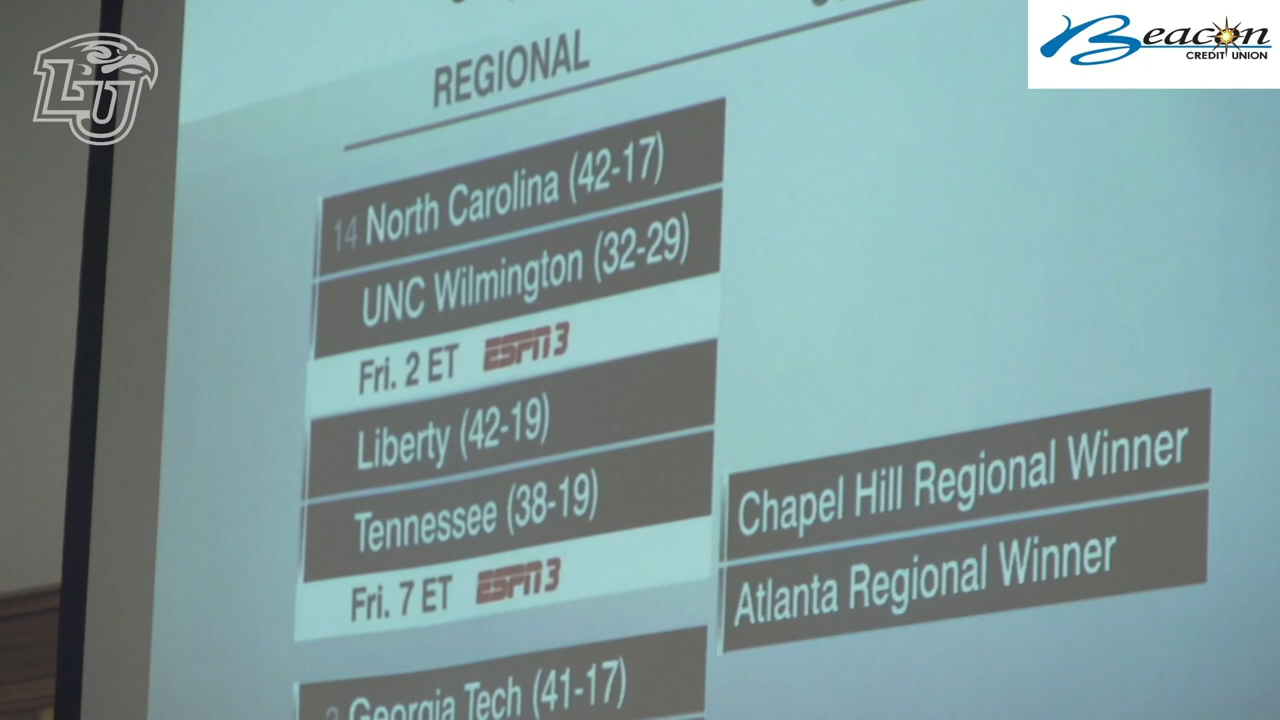 LU
Beacon
CREDIT UNION
REGIONAL
14 North Carolina (42-17)
UNC Wilmington (32-29)
Fri. 2 ET ESPN3
Liberty (42-19)
Tennessee (38-19)
Fri. 7 ET ESPN3
Chapel Hill Regional Winner
Atlanta Regional Winner
Georgia Tech (41-17)